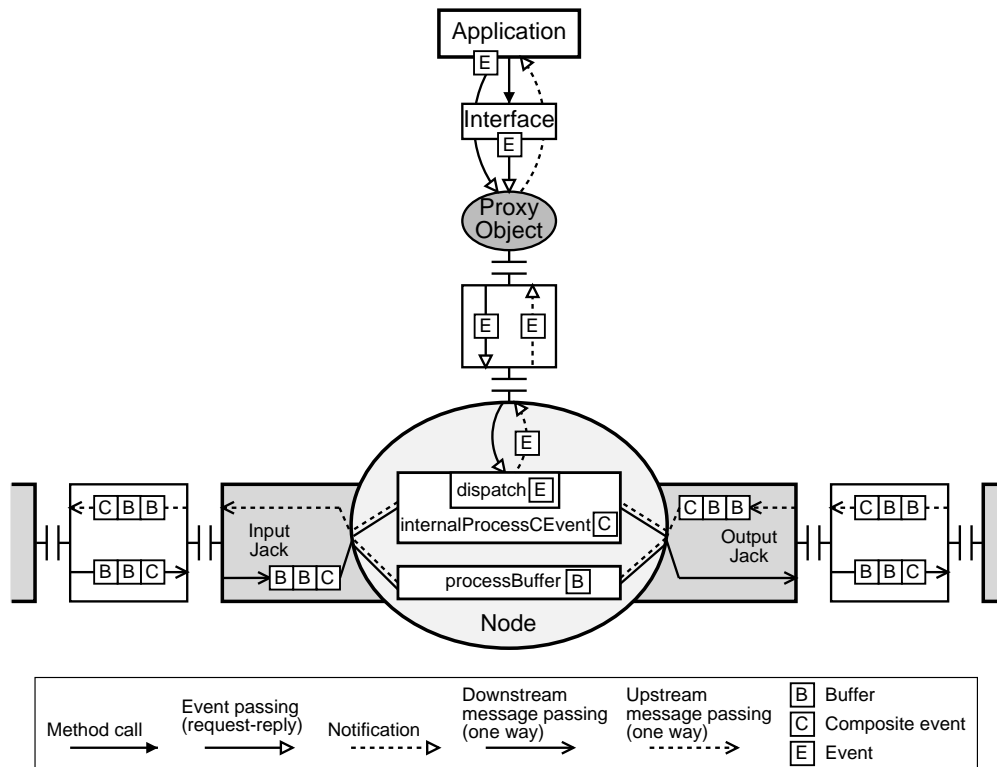 Application
E
Interface
E
Proxy
Object
E E
E
dispatch E
internalProcessCEvent C
processBuffer B
Node
C B B
B B C
Input
Jack
B B C
C B B
Output
Jack
C B B
B B C
Method call
Event passing
(request-reply)
Notification
Downstream
message passing
(one way)
Upstream
message passing
(one way)
B Buffer
C Composite event
E Event